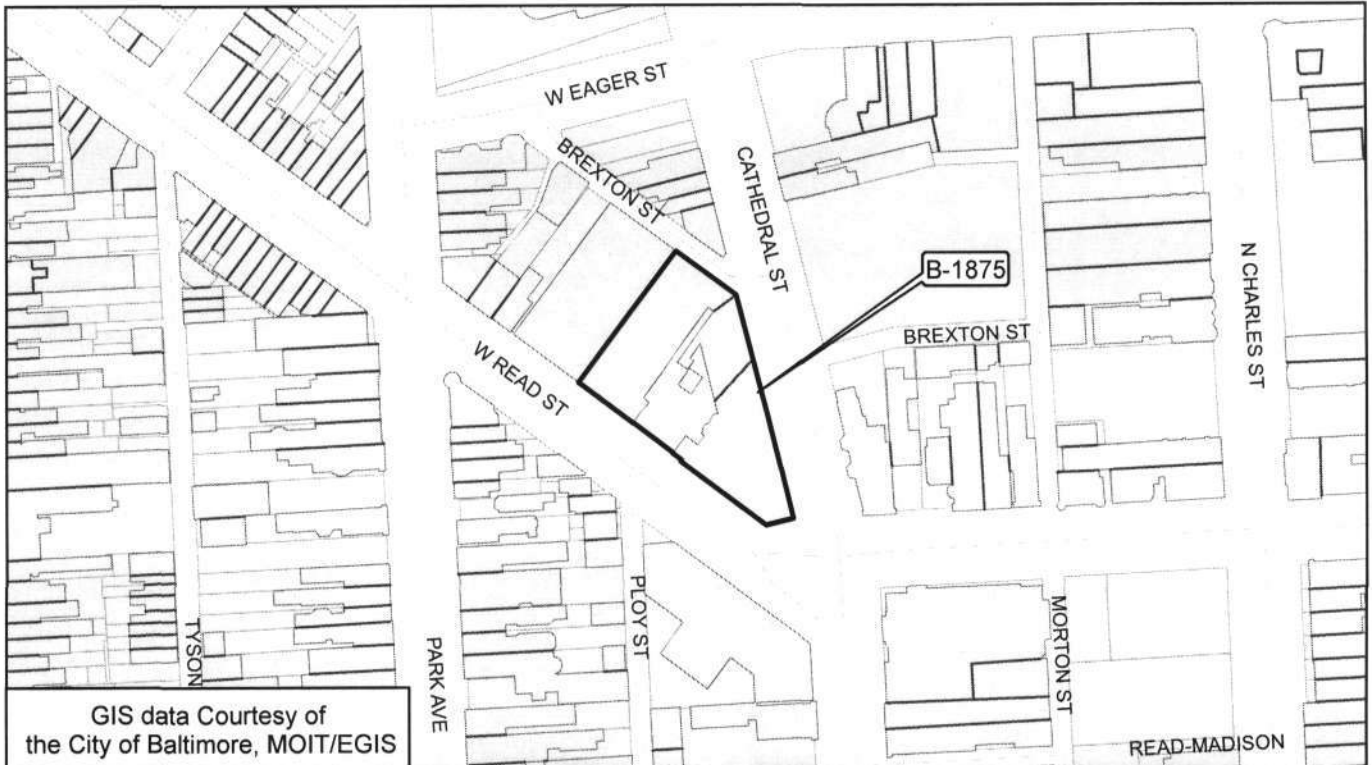 W EAGER ST
BREXTON ST
CATHEDRAL ST
B-1875
N CHARLES ST
BREXTON ST
W READ ST
PLOY ST
TYSON
PARK AVE
MORTON ST
READ-MADISON
GIS data Courtesy of
the City of Baltimore, MOIT/EGIS